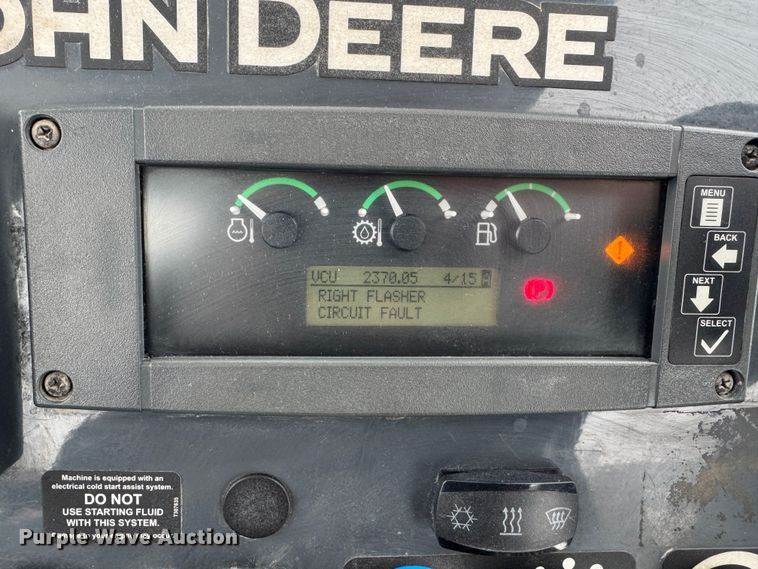 OHN DEERE
MENU
BACK
NEXT
SELECT
VCU 2370.05 4/15
RIGHT FLASHER
CIRCUIT FAULT
Machine is equipped with an
electrical cold start assist system.
DO NOT
USE STARTING FLUID
WITH THIS SYSTEM.
T307635
Purple Wave Auction